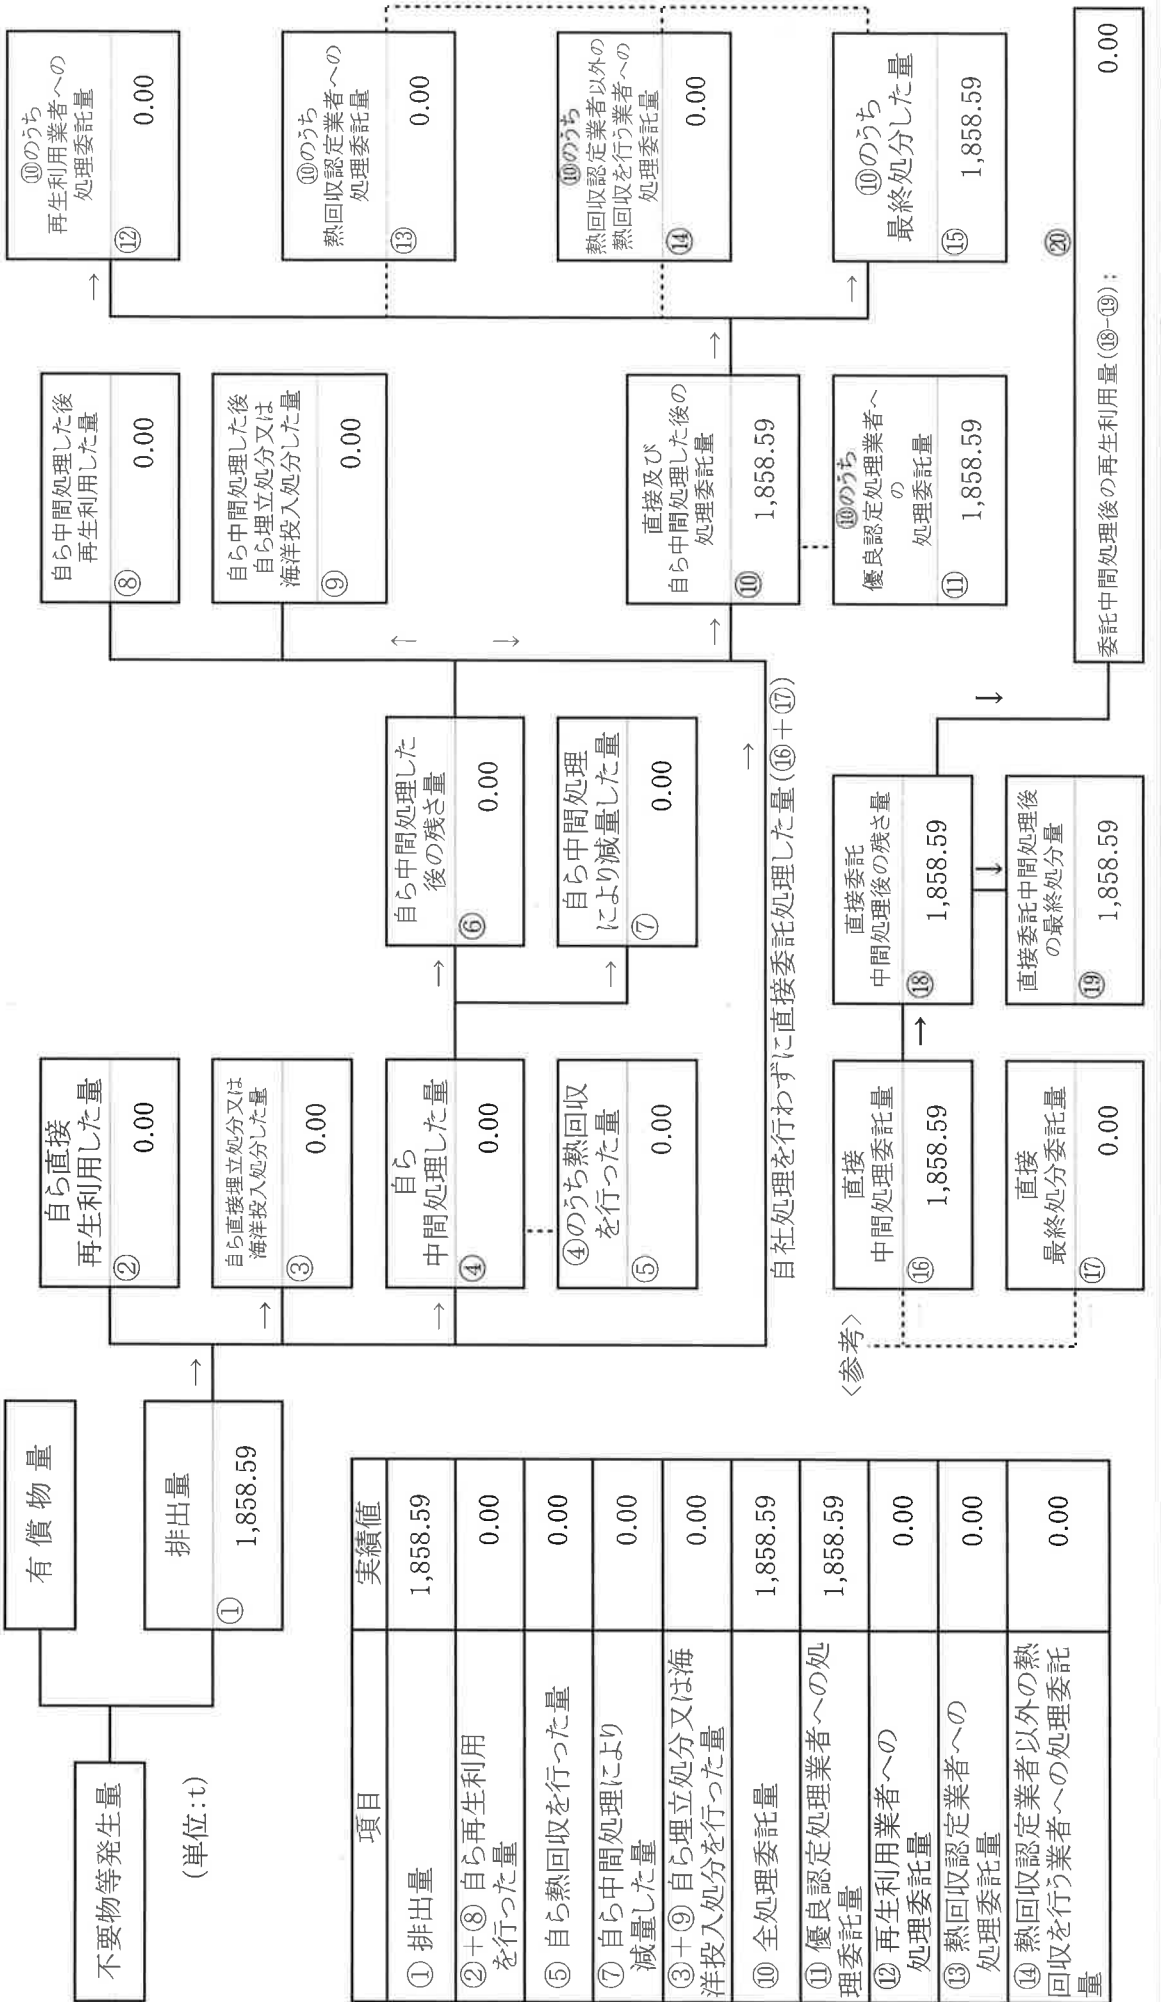 不要物等発生量
(単位:t)
有償物量
排出量
①
1,858.59
自ら直接
再生利用した量
②
0.00
自ら直接埋立処分又は
海洋投入処分した量
③
0.00
自ら
中間処理した量
④
0.00
④のうち熱回収
を行った量
⑤
0.00
自ら中間処理した
後の残さ量
⑥
0.00
自ら中間処理
により減量した量
⑦
0.00
自ら中間処理した後
再生利用した量
⑧
0.00
自ら中間処理した後
自ら埋立処分又は
海洋投入処分した量
⑨
0.00
直接及び
自ら中間処理した後の
処理委託量
⑩
1,858.59
⑩のうち
優良認定処理業者へ
の
処理委託量
⑪
1,858.59
⑩のうち
再生利用業者への
処理委託量
⑫
0.00
⑩のうち
熱回収認定業者への
処理委託量
⑬
0.00
⑩のうち
熱回収認定業者以外の
熱回収を行う業者への
処理委託量
⑭
0.00
⑩のうち
最終処分した量
⑮
1,858.59
自社処理を行わずに直接委託処理した量(⑯+⑰)
<参考>
直接
中間処理委託量
⑯
1,858.59
直接
最終処分委託量
⑰
0.00
直接委託
中間処理後の残さ量
⑱
1,858.59
直接委託中間処理後
の最終処分量
⑲
1,858.59
⑳
委託中間処理後の再生利用量(⑱-⑲):
0.00
項目
実績値
① 排出量
1,858.59
②+⑧ 自ら再生利用
を行った量
0.00
⑤ 自ら熱回収を行った量
0.00
⑦ 自ら中間処理により
減量した量
0.00
③+⑨ 自ら埋立処分又は海
洋投入処分を行った量
0.00
⑩ 全処理委託量
1,858.59
⑪ 優良認定処理業者への処
理委託量
1,858.59
⑫ 再生利用業者への
処理委託量
0.00
⑬ 熱回収認定業者への
処理委託量
0.00
⑭ 熱回収認定業者以外の熱
回収を行う業者への処理委託
量
0.00